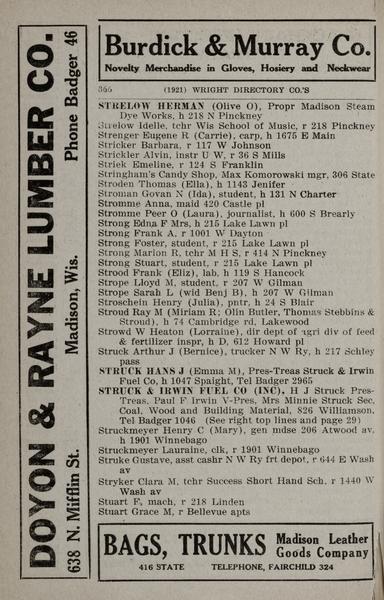 DOYON & RAYNE LUMBER CO.
638 N. Mifflin St. Madison, Wis. Phone Badger 46
Burdick & Murray Co.
Novelty Merchandise in Gloves, Hosiery and Neckwear
366 (1921) WRIGHT DIRECTORY CO.'S
STRELOW HERMAN (Olive O), Propr Madison Steam
Dye Works, h 218 N Pinckney
Strelow Idelle, tchr Wis School of Music, r 218 Pinckney
Strenger Eugene R (Carrie), carp, h 1675 E Main
Stricker Barbara, r 117 W Johnson
Strickler Alvin, instr U W, r 36 S Mills
Striek Emeline, r 124 S Franklin
Stringham's Candy Shop, Max Komorowski mgr, 306 State
Stroden Thomas (Ella), h 1143 Jenifer
Stroman Govan N (Ida), student, h 131 N Charter
Stromme Anna, maid 420 Castle pl
Stromme Peer O (Laura), journalist, h 600 S Brearly
Strong Edna F Mrs, h 215 Lake Lawn pl
Strong Frank A, r 1001 W Dayton
Strong Foster, student, r 215 Lake Lawn pl
Strong Marion R, tchr M H S, r 414 N Pinckney
Strong Stuart, student, r 215 Lake Lawn pl
Strood Frank (Eliz), lab, h 119 S Hancock
Strope Lloyd M, student, r 207 W Gilman
Strope Sarah L (wid Benj B), h 207 W Gilman
Stroschein Henry (Julia), pntr, h 24 S Blair
Stroud Ray M (Miriam R; Olin Butler, Thomas Stebbins &
Stroud), h 74 Cambridge rd, Lakewood
Strowd W Heaton (Lorraine), dir dept of agri div of feed
& fertilizer inspr, h D, 612 Howard pl
Struck Arthur J (Bernice), trucker N W Ry, h 217 Schley
pass
STRUCK HANS J (Emma M), Pres-Treas Struck & Irwin
Fuel Co, h 1047 Spaight, Tel Badger 2965
STRUCK & IRWIN FUEL CO (INC), H J Struck Pres-
Treas, Paul F Irwin V-Pres, Mrs Minnie Struck Sec,
Coal, Wood and Building Material, 826 Williamson,
Tel Badger 1046 (See right top lines and page 29)
Struckmeyer Henry C (Mary), gen mdse 206 Atwood av,
h 1901 Winnebago
Struckmeyer Lauraine, clk, r 1901 Winnebago
Struke Gustave, asst cashr N W Ry frt depot, r 644 E Wash
av
Stryker Clara M, tchr Success Short Hand Sch, r 1440 W
Wash av
Stuart F, mach, r 218 Linden
Stuart Grace M, r Bellevue apts
BAGS, TRUNKS Madison Leather
Goods Company
416 STATE TELEPHONE, FAIRCHILD 324